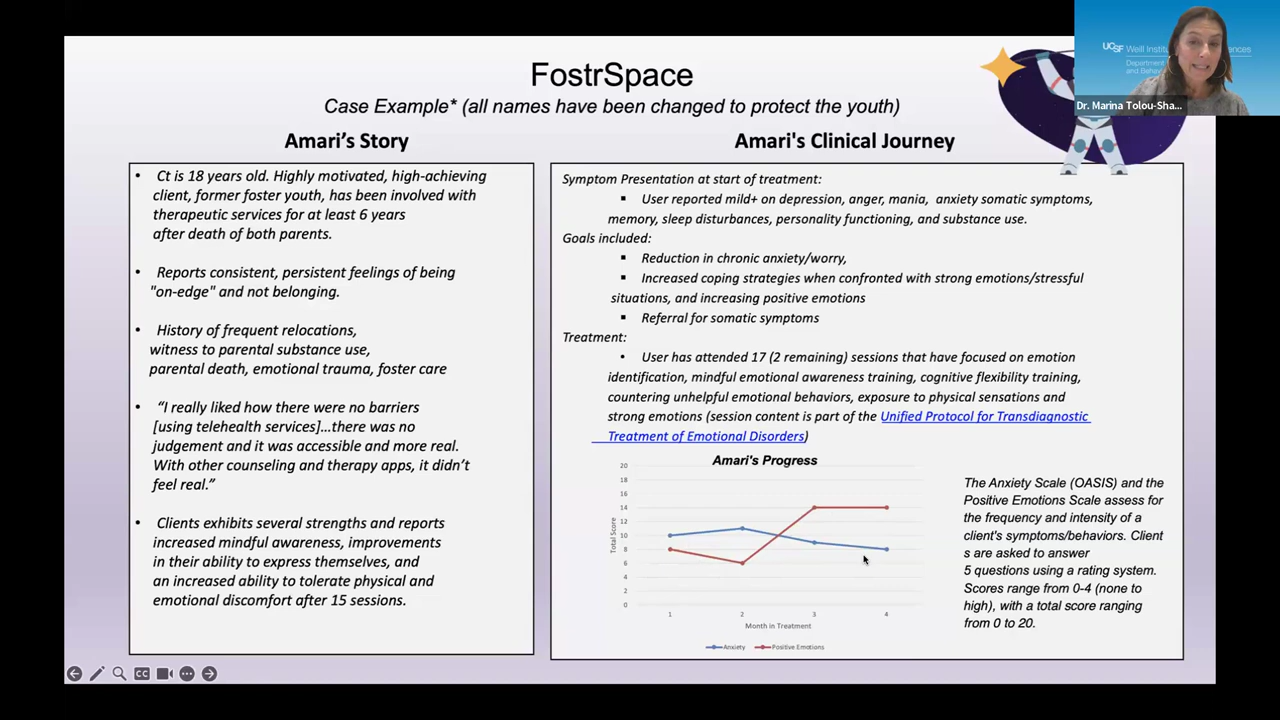 FostrSpace
Case Example* (all names have been changed to protect the youth)
UCSF
Dr. Marina Tolou-Sha...
Amari's Story
• Ct is 18 years old. Highly motivated, high-achieving
client, former foster youth, has been involved with
therapeutic services for at least 6 years
after death of both parents.
• Reports consistent, persistent feelings of being
"on-edge" and not belonging.
• History of frequent relocations,
witness to parental substance use,
parental death, emotional trauma, foster care
• “I really liked how there were no barriers
[using telehealth services]…there was no
judgement and it was accessible and more real.
With other counseling and therapy apps, it didn’t
feel real.”
• Clients exhibits several strengths and reports
increased mindful awareness, improvements
in their ability to express themselves, and
an increased ability to tolerate physical and
emotional discomfort after 15 sessions.
Amari's Clinical Journey
Symptom Presentation at start of treatment:
▪ User reported mild+ on depression, anger, mania, anxiety somatic symptoms,
memory, sleep disturbances, personality functioning, and substance use.
Goals included:
▪ Reduction in chronic anxiety/worry,
▪ Increased coping strategies when confronted with strong emotions/stressful
situations, and increasing positive emotions
▪ Referral for somatic symptoms
Treatment:
• User has attended 17 (2 remaining) sessions that have focused on emotion
identification, mindful emotional awareness training, cognitive flexibility training,
countering unhelpful emotional behaviors, exposure to physical sensations and
strong emotions (session content is part of the Unified Protocol for Transdiagnostic
Treatment of Emotional Disorders)
Amari's Progress
Total Score
20
18
16
14
12
10
8
6
4
2
0
1 2 3 4
Month in Treatment
Anxiety Positive Emotions
The Anxiety Scale (OASIS) and the
Positive Emotions Scale assess for
the frequency and intensity of a
client's symptoms/behaviors. Client
s are asked to answer
5 questions using a rating system.
Scores range from 0-4 (none to
high), with a total score ranging
from 0 to 20.
CC